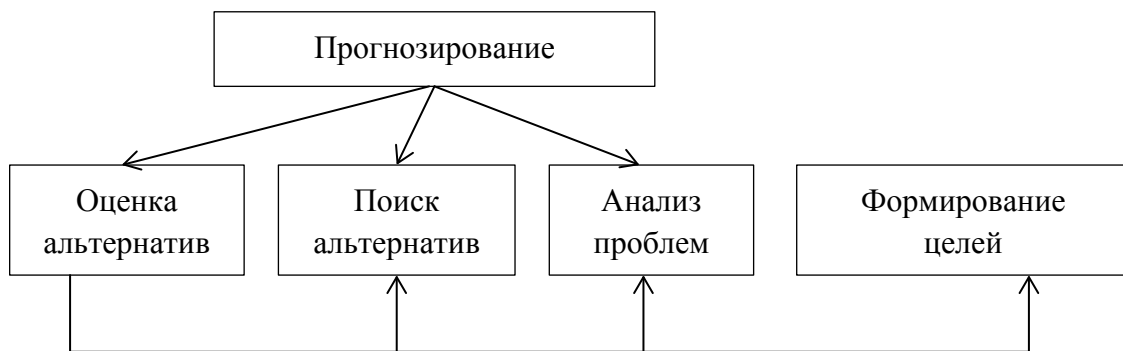 Прогнозирование
Оценка
альтернатив
Поиск
альтернатив
Анализ
проблем
Формирование
целей